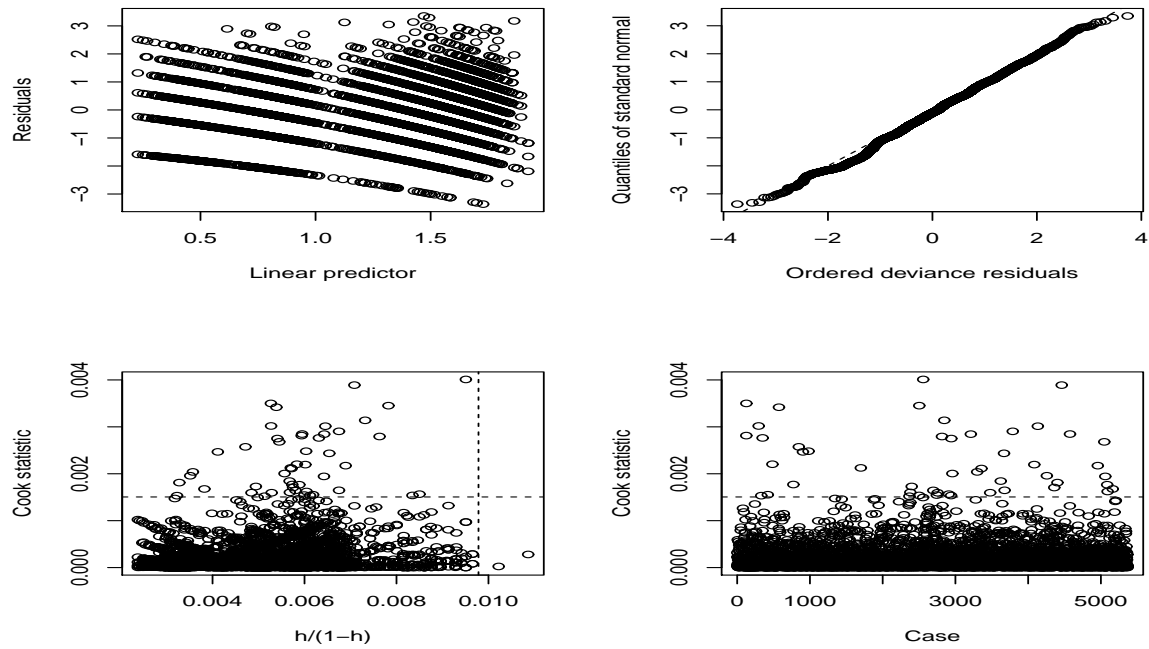 Residuals
3
2
1
0
−1
−3
0.5 1.0 1.5
Linear predictor
Quantiles of standard normal
3
2
1
0
−1
−3
−4 −2 0 2 4
Ordered deviance residuals
Cook statistic
0.004
0.002
0.000
0.004 0.006 0.008 0.010
h/(1−h)
Cook statistic
0.004
0.002
0.000
0 1000 3000 5000
Case